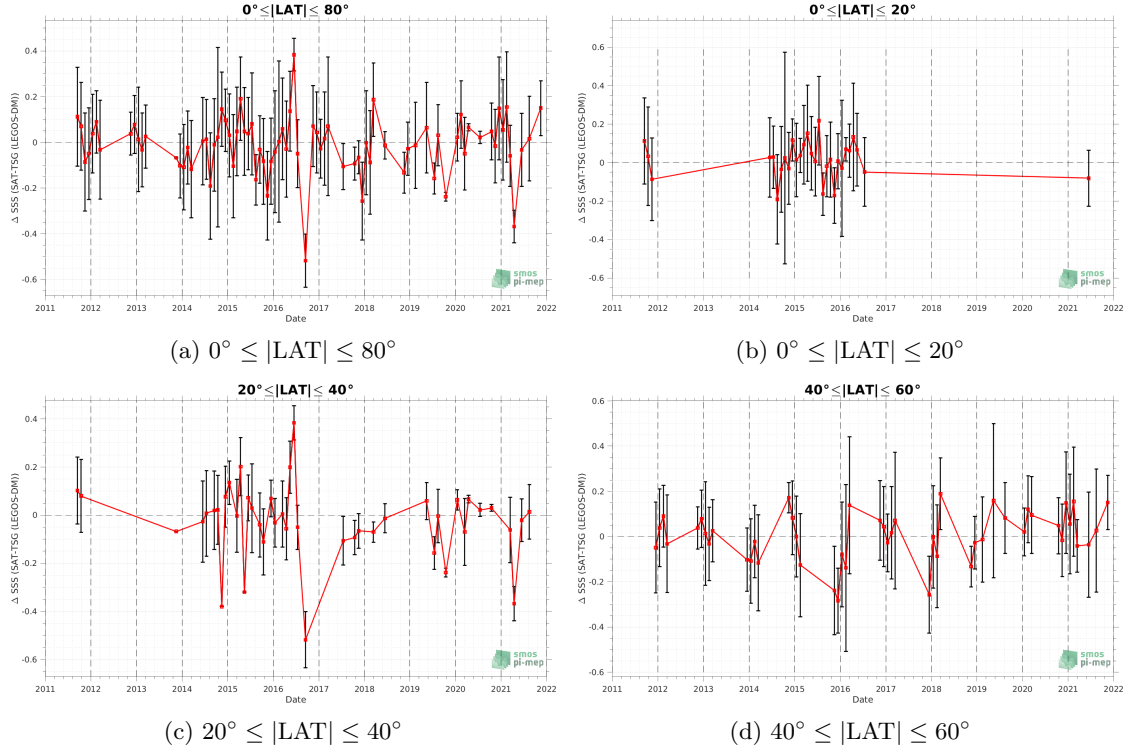 0°≤|LAT|≤ 80°
Δ SSS (SAT-TSG (LEGOS-DM))
0.4
0.2
0
-0.2
-0.4
-0.6
2011 2012 2013 2014 2015 2016 2017 2018 2019 2020 2021 2022
Date
smos
pi-mep
(a) 0° ≤ |LAT| ≤ 80°
0°≤|LAT|≤ 20°
Δ SSS (SAT-TSG (LEGOS-DM))
0.6
0.4
0.2
0
-0.2
-0.4
-0.6
2011 2012 2013 2014 2015 2016 2017 2018 2019 2020 2021 2022
Date
smos
pi-mep
(b) 0° ≤ |LAT| ≤ 20°
20°≤|LAT|≤ 40°
Δ SSS (SAT-TSG (LEGOS-DM))
0.4
0.2
0
-0.2
-0.4
-0.6
2011 2012 2013 2014 2015 2016 2017 2018 2019 2020 2021 2022
Date
smos
pi-mep
(c) 20° ≤ |LAT| ≤ 40°
40°≤|LAT|≤ 60°
Δ SSS (SAT-TSG (LEGOS-DM))
0.6
0.4
0.2
0
-0.2
-0.4
-0.6
2011 2012 2013 2014 2015 2016 2017 2018 2019 2020 2021 2022
Date
smos
pi-mep
(d) 40° ≤ |LAT| ≤ 60°